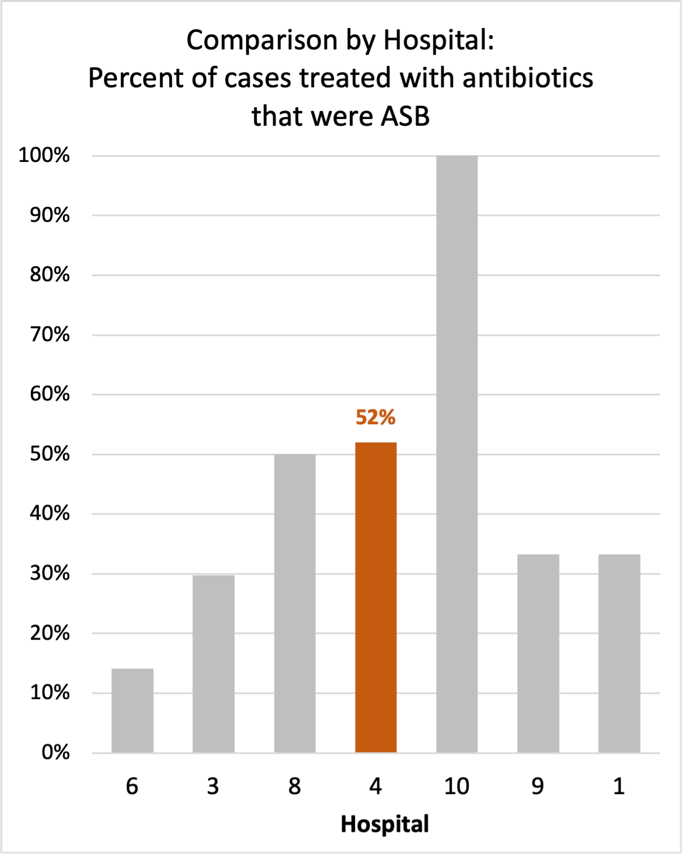 Comparison by Hospital:
Percent of cases treated with antibiotics
that were ASB
100%
90%
80%
70%
60%
52%
50%
40%
30%
20%
10%
0%
6 3 8 4 10 9 1
Hospital